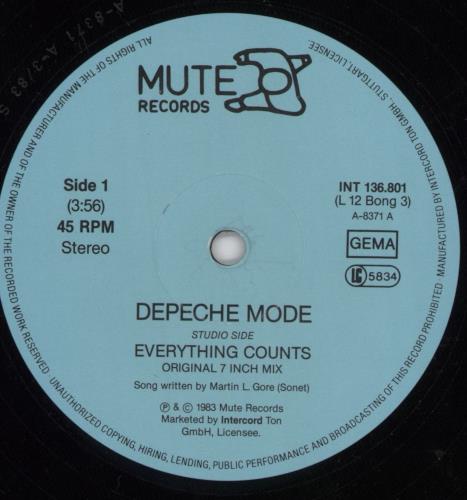 MUTE
RECORDS
Side 1
(3:56)
45 RPM
Stereo
INT 136.801
(L 12 Bong 3)
A-8371 A
GEMA
LC 5834
DEPECHE MODE
STUDIO SIDE
EVERYTHING COUNTS
ORIGINAL 7 INCH MIX
Song written by Martin L. Gore (Sonet)
Ⓟ & © 1983 Mute Records
Marketed by Intercord Ton
GmbH, Licensee.
ALL RIGHTS OF THE MANUFACTURER AND OF THE OWNER OF THE RECORDED WORK RESERVED · UNAUTHORIZED COPYING, HIRING, LENDING, PUBLIC PERFORMANCE AND BROADCASTING OF THIS RECORD PROHIBITED · MANUFACTURED BY INTERCORD TON GMBH, STUTTGART, LICENSEE.
A-8371 A-3/83 S